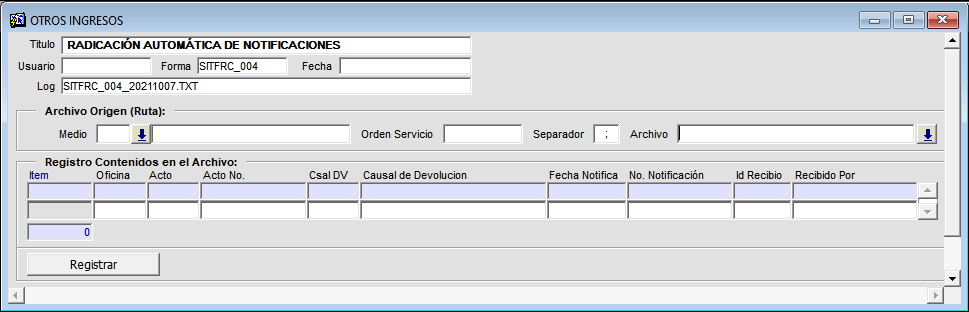 OTROS INGRESOS
Titulo RADICACIÓN AUTOMÁTICA DE NOTIFICACIONES
Usuario Forma SITFRC_004 Fecha
Log SITFRC_004_20211007.TXT
Archivo Origen (Ruta):
Medio Orden Servicio Separador ; Archivo
Registro Contenidos en el Archivo:
Item Oficina Acto Acto No. Csal DV Causal de Devolucion Fecha Notifica No. Notificación Id Recibio Recibido Por
0
Registrar